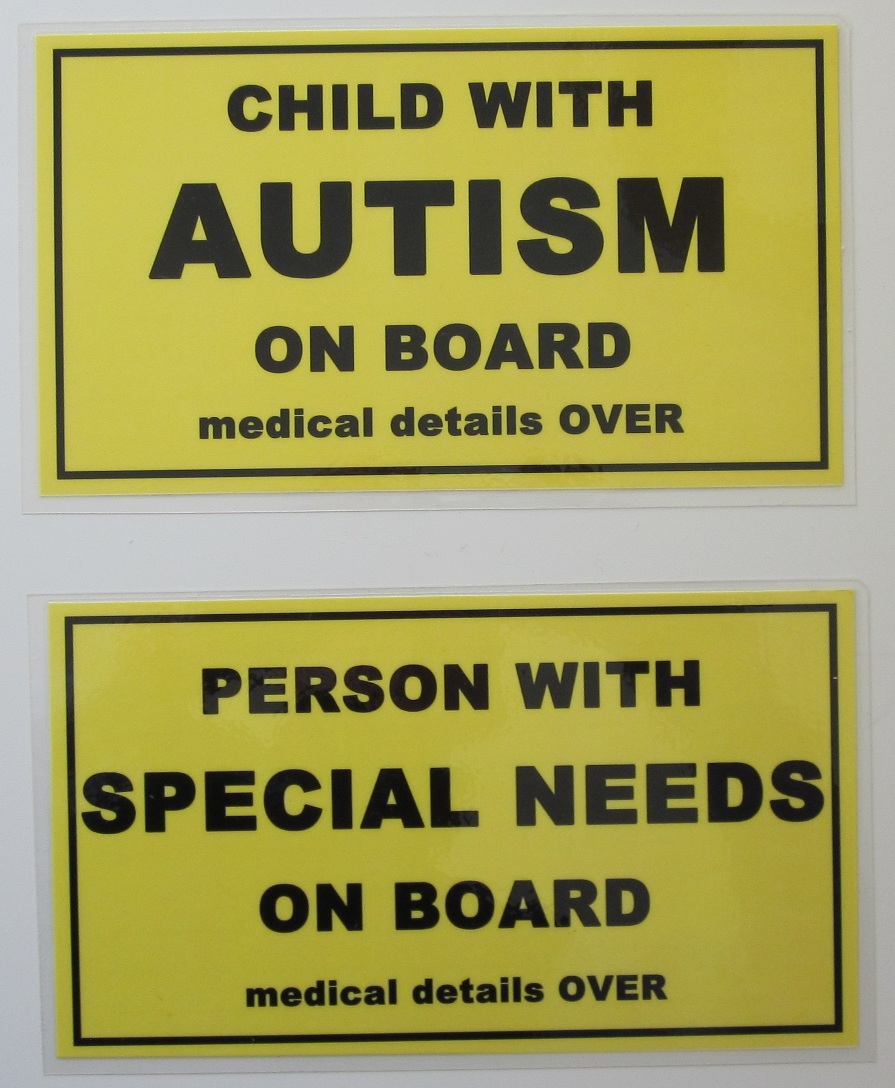 CHILD WITH
AUTISM
ON BOARD
medical details OVER
PERSON WITH
SPECIAL NEEDS
ON BOARD
medical details OVER